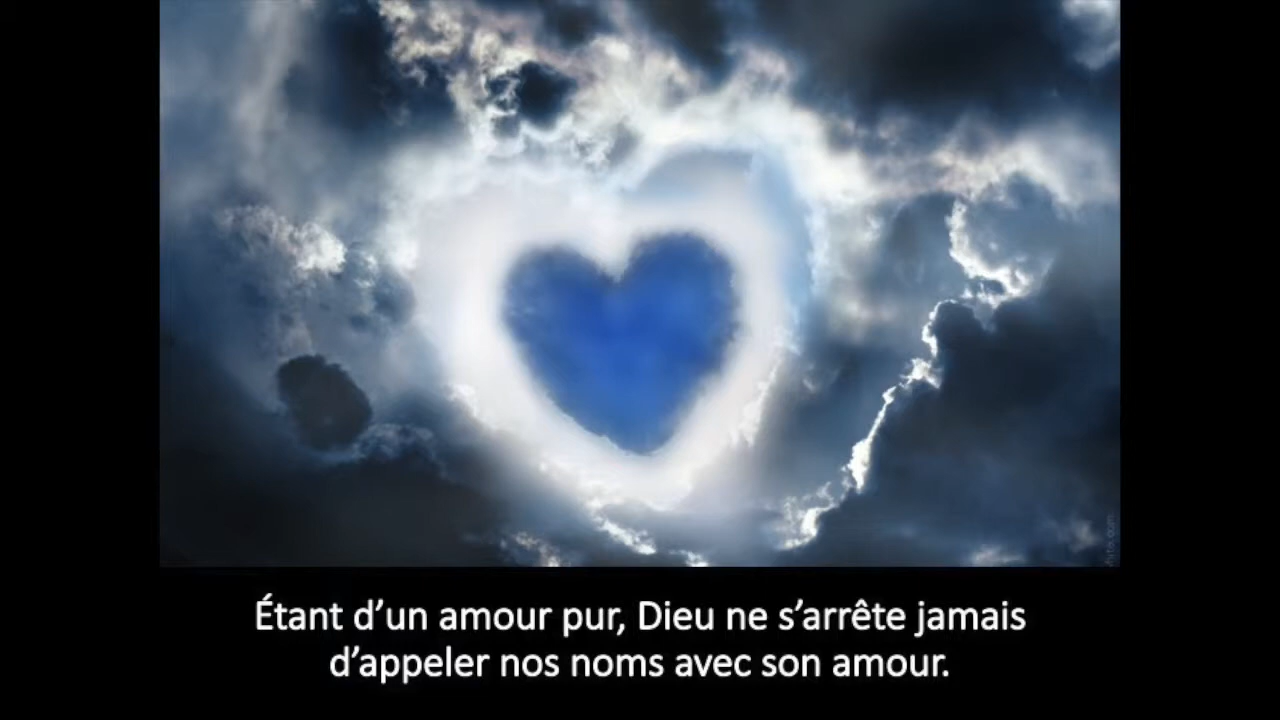 Étant d’un amour pur, Dieu ne s’arrête jamais
d’appeler nos noms avec son amour.